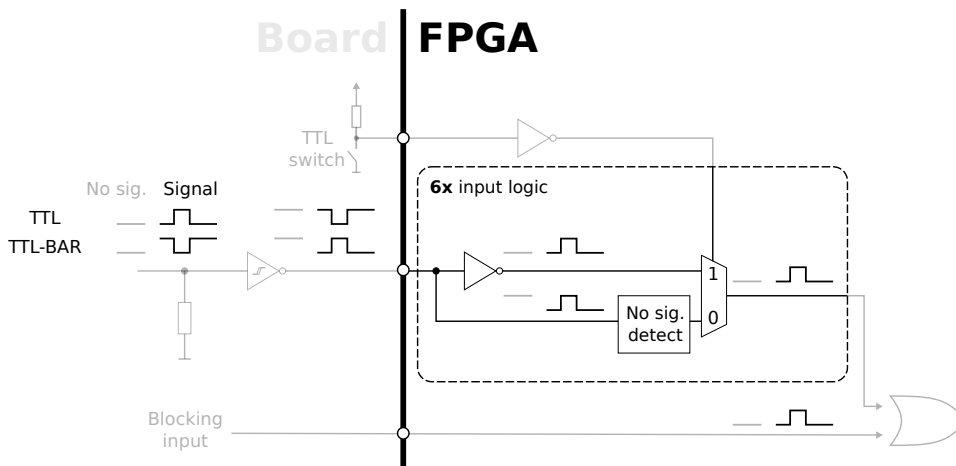 Board FPGA
TTL
switch
6x input logic
No sig. Signal
TTL
TTL-BAR
1
No sig.
detect
0
Blocking
input